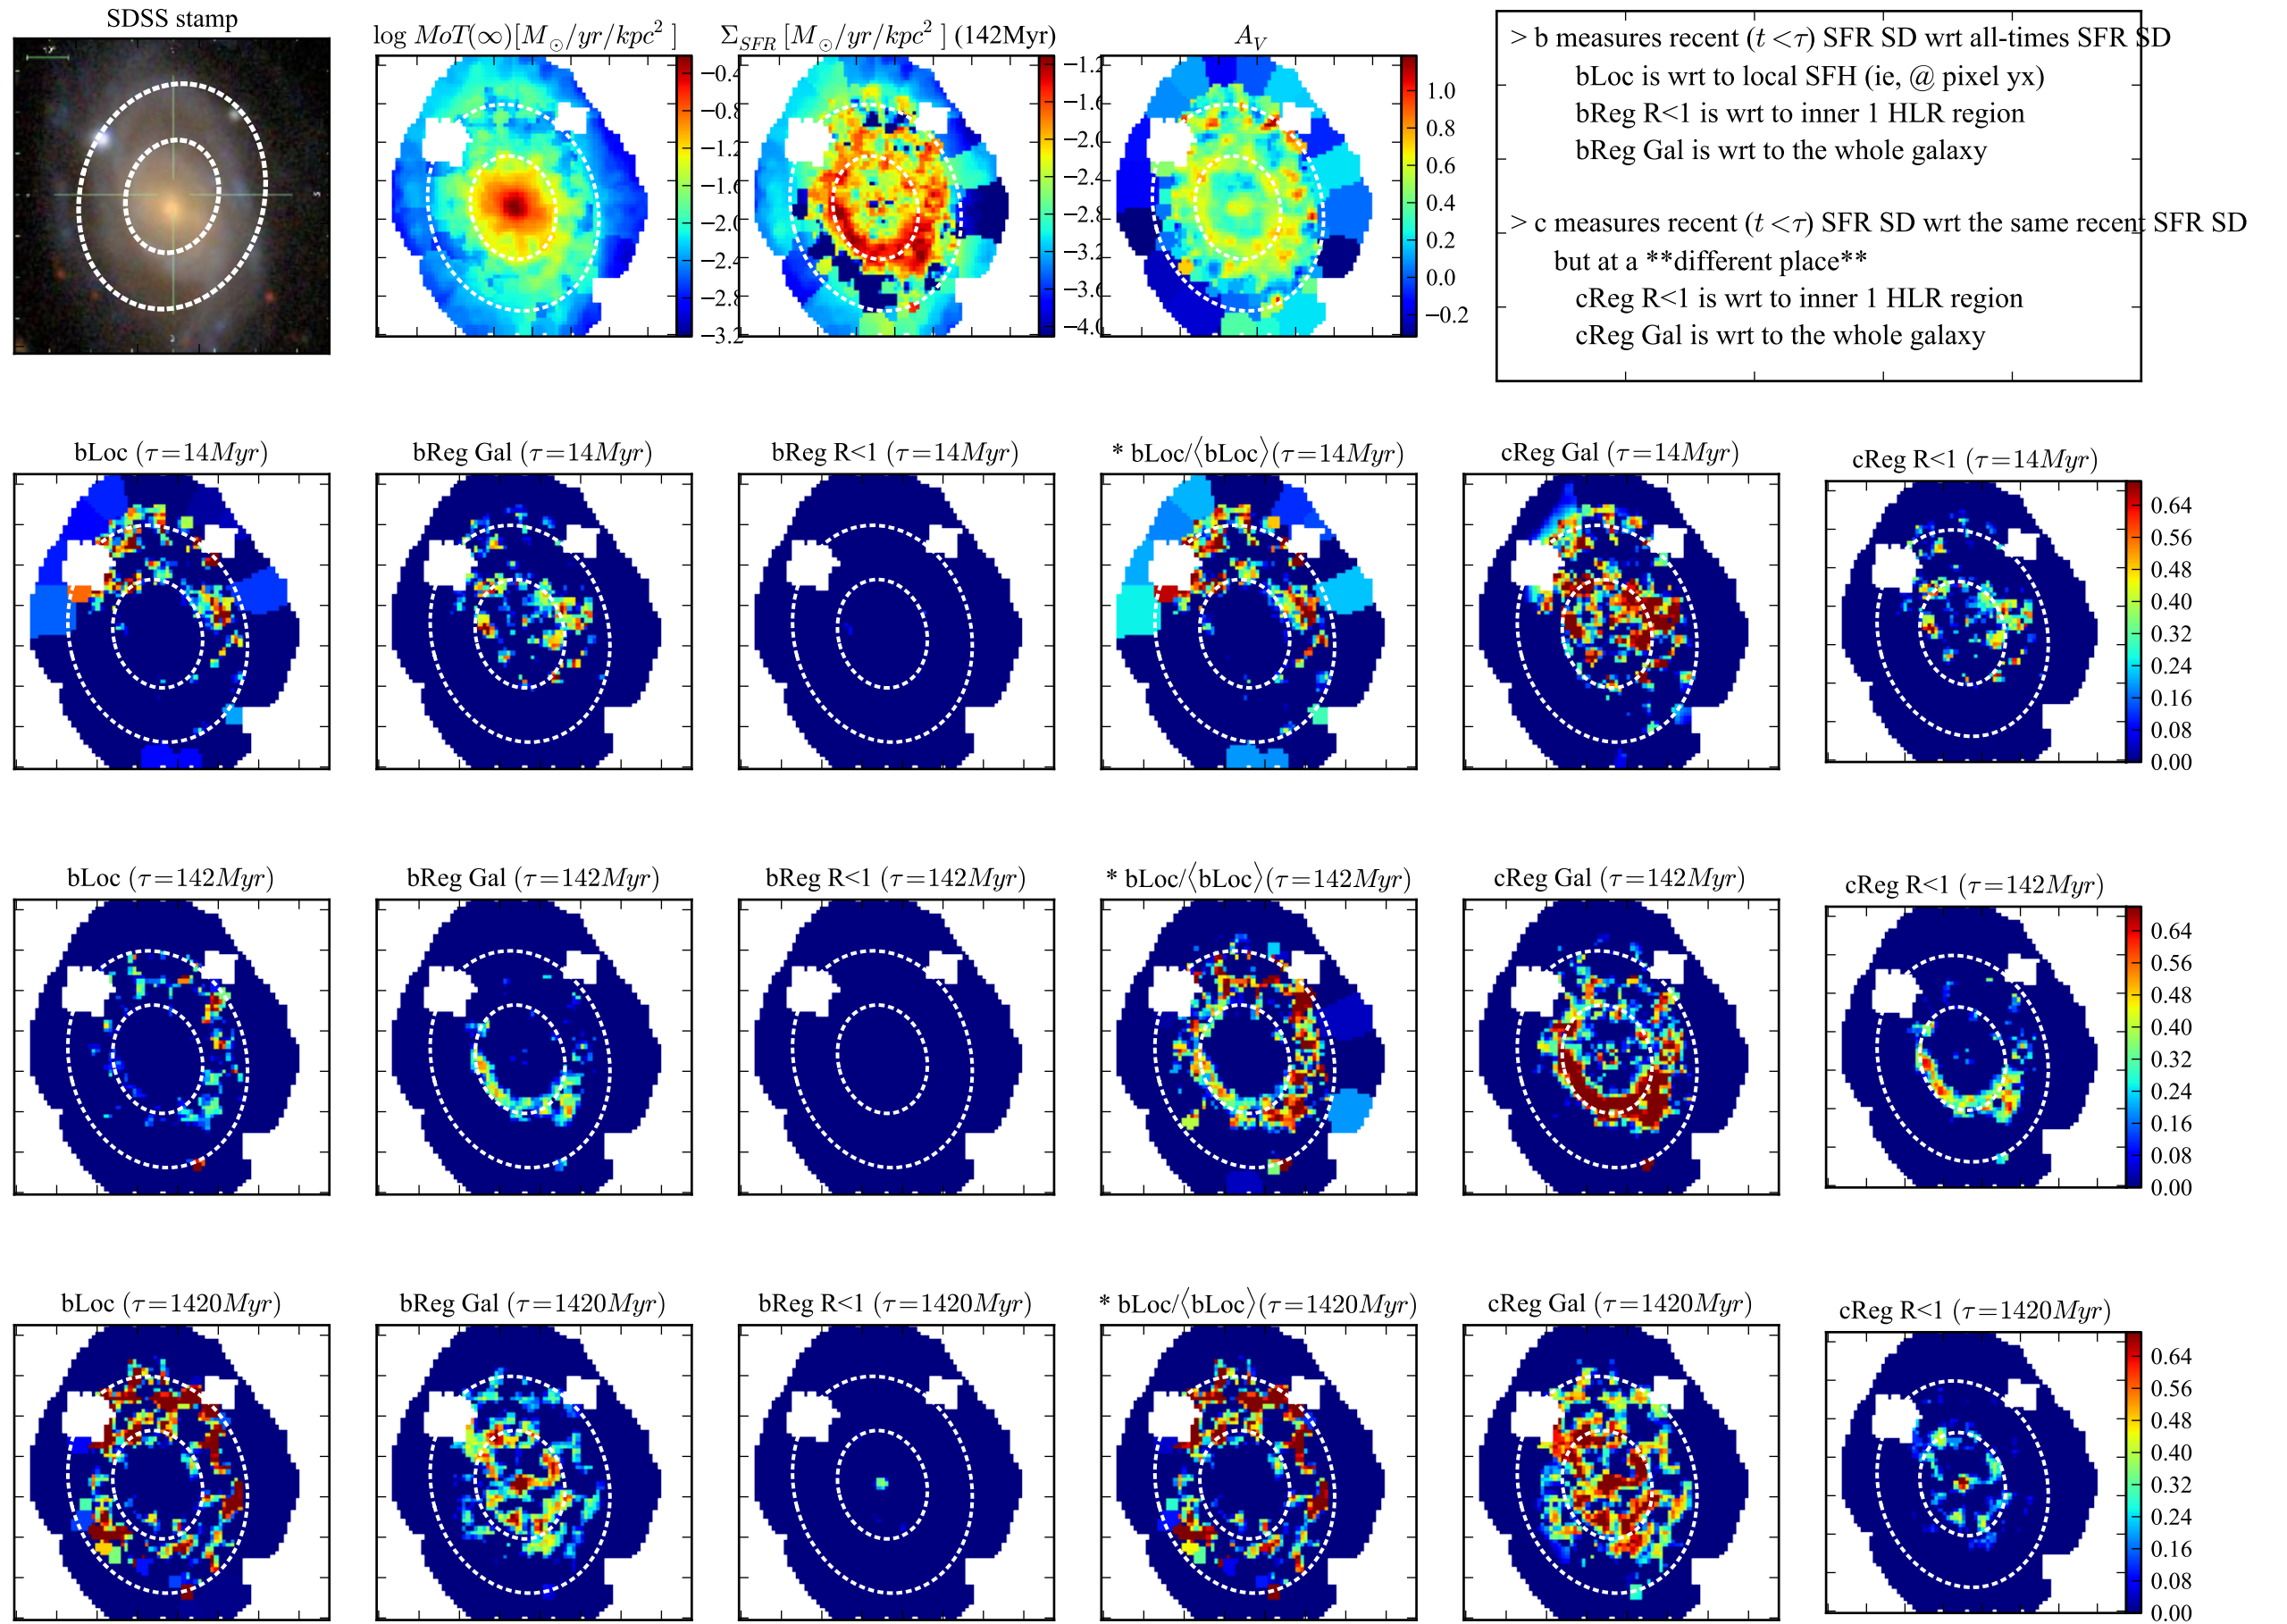 SDSS stamp
log MoT(∞)[M⊙/yr/kpc² ]
Σ_SFR [M⊙/yr/kpc² ] (142Myr)
A_V
−0.4
−0.8
−1.2
−1.6
−2.0
−2.4
−2.8
−3.2
−1.2
−1.6
−2.0
−2.4
−2.8
−3.2
−3.6
−4.0
1.0
0.8
0.6
0.4
0.2
0.0
−0.2
> b measures recent (t <τ) SFR SD wrt all-times SFR SD
bLoc is wrt to local SFH (ie, @ pixel yx)
bReg R<1 is wrt to inner 1 HLR region
bReg Gal is wrt to the whole galaxy
> c measures recent (t <τ) SFR SD wrt the same recent SFR SD
but at a **different place**
cReg R<1 is wrt to inner 1 HLR region
cReg Gal is wrt to the whole galaxy
bLoc (τ=14Myr)
bReg Gal (τ=14Myr)
bReg R<1 (τ=14Myr)
* bLoc/⟨bLoc⟩(τ=14Myr)
cReg Gal (τ=14Myr)
cReg R<1 (τ=14Myr)
0.64
0.56
0.48
0.40
0.32
0.24
0.16
0.08
0.00
bLoc (τ=142Myr)
bReg Gal (τ=142Myr)
bReg R<1 (τ=142Myr)
* bLoc/⟨bLoc⟩(τ=142Myr)
cReg Gal (τ=142Myr)
cReg R<1 (τ=142Myr)
0.64
0.56
0.48
0.40
0.32
0.24
0.16
0.08
0.00
bLoc (τ=1420Myr)
bReg Gal (τ=1420Myr)
bReg R<1 (τ=1420Myr)
* bLoc/⟨bLoc⟩(τ=1420Myr)
cReg Gal (τ=1420Myr)
cReg R<1 (τ=1420Myr)
0.64
0.56
0.48
0.40
0.32
0.24
0.16
0.08
0.00